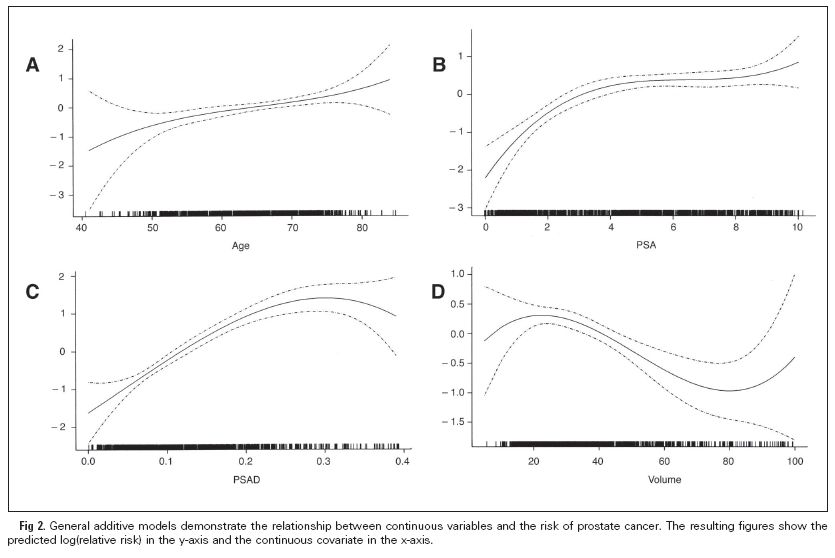 A
2
1
0
−1
−2
−3
40 50 60 70 80
Age
B
1
0
−1
−2
−3
0 2 4 6 8 10
PSA
C
2
1
0
−1
−2
0.0 0.1 0.2 0.3 0.4
PSAD
D
1.0
0.5
0.0
−0.5
−1.0
−1.5
20 40 60 80 100
Volume
Fig 2. General additive models demonstrate the relationship between continuous variables and the risk of prostate cancer. The resulting figures show the
predicted log(relative risk) in the y-axis and the continuous covariate in the x-axis.